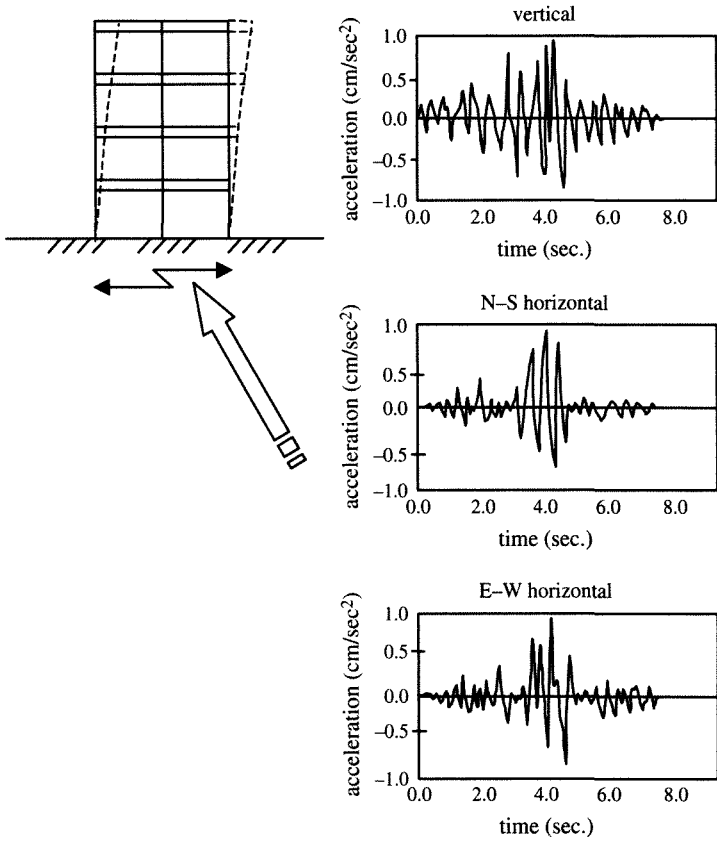 vertical
acceleration (cm/sec²)
1.0
0.5
0.0
−0.5
−1.0
0.0 2.0 4.0 6.0 8.0
time (sec.)
N–S horizontal
acceleration (cm/sec²)
1.0
0.5
0.0
−0.5
−1.0
0.0 2.0 4.0 6.0 8.0
time (sec.)
E–W horizontal
acceleration (cm/sec²)
1.0
0.5
0.0
−0.5
−1.0
0.0 2.0 4.0 6.0 8.0
time (sec.)